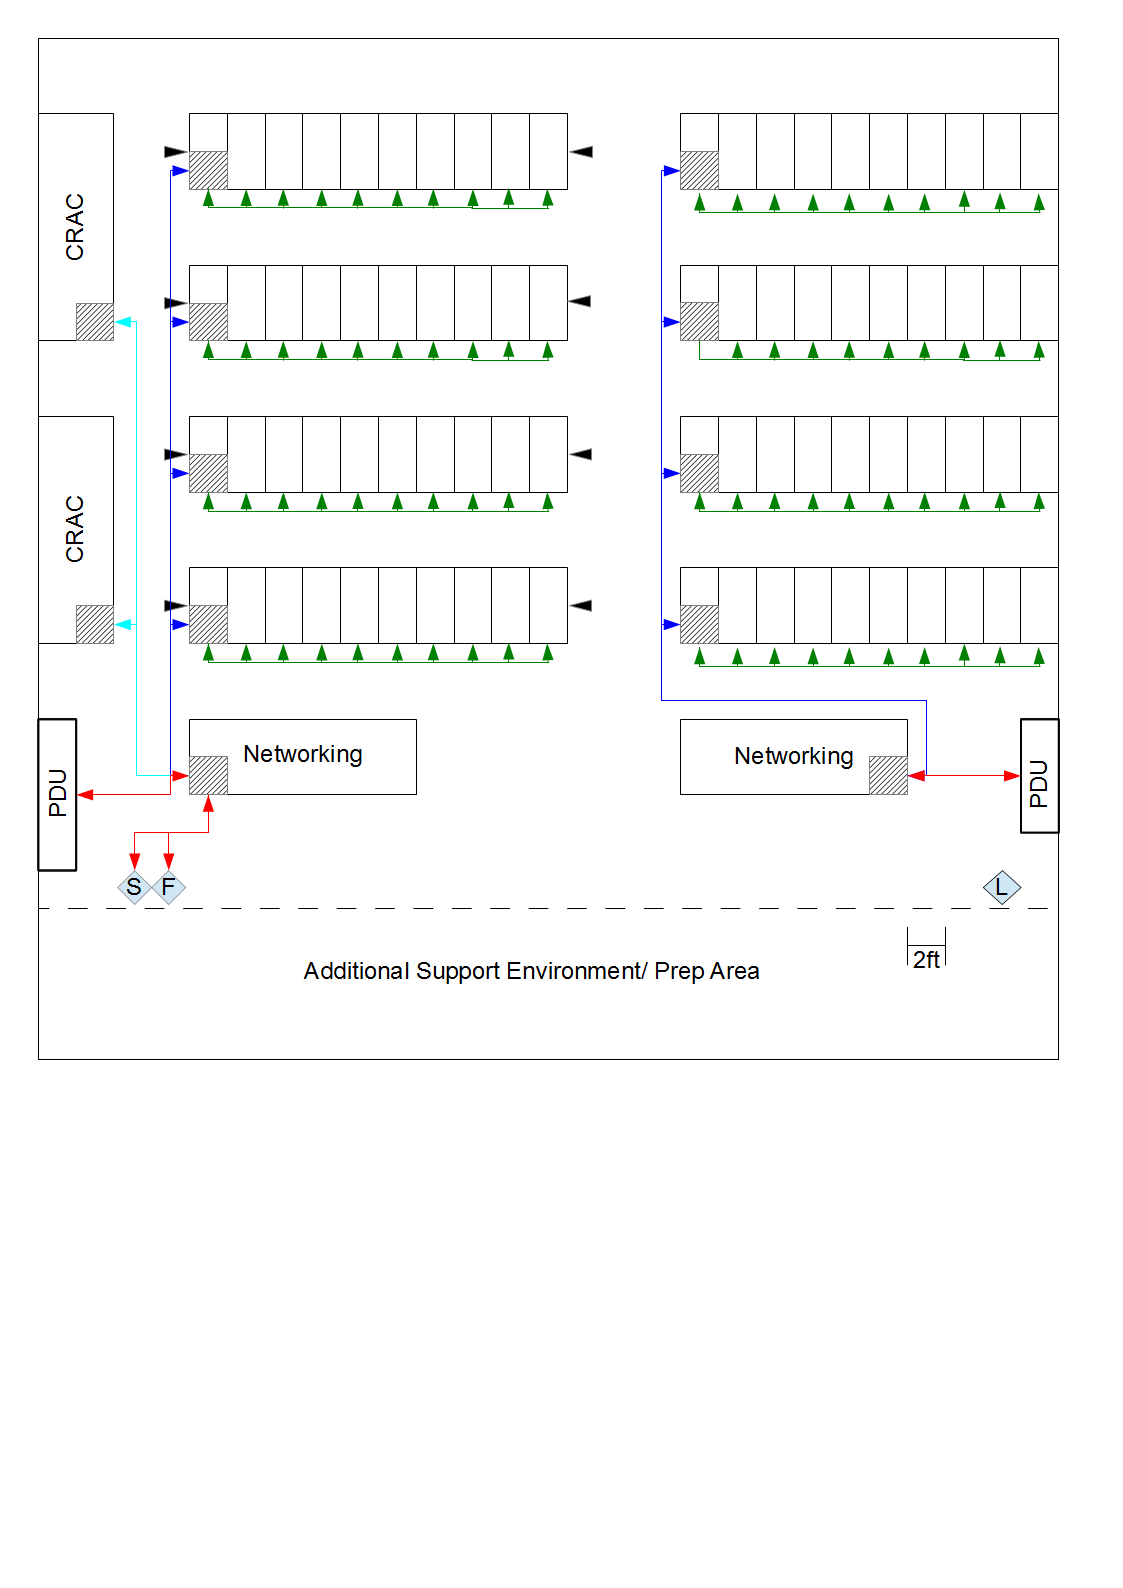 CRAC
CRAC
Networking
Networking
PDU
PDU
S
F
L
2ft
Additional Support Environment/ Prep Area